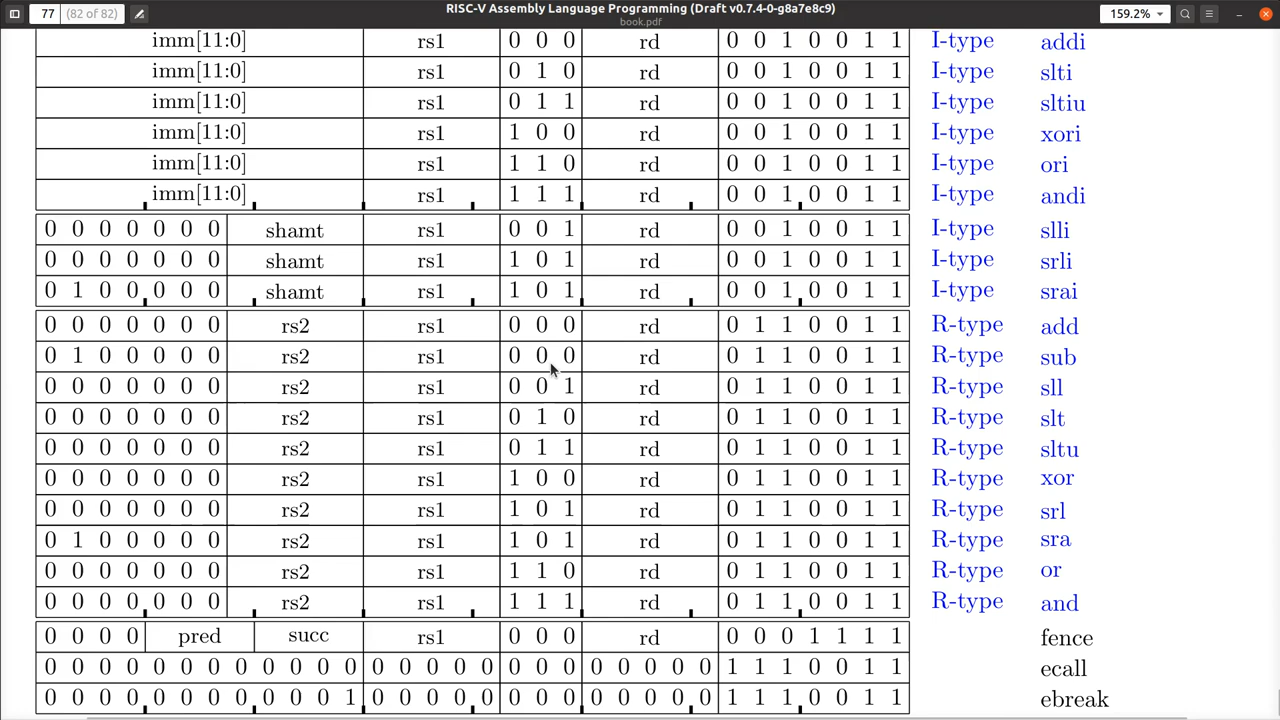 77 (82 of 82) RISC-V Assembly Language Programming (Draft v0.7.4-0-g8a7e8c9) 159.2%
book.pdf
imm[11:0] rs1 0 0 0 rd 0 0 1 0 0 1 1 I-type addi
imm[11:0] rs1 0 1 0 rd 0 0 1 0 0 1 1 I-type slti
imm[11:0] rs1 0 1 1 rd 0 0 1 0 0 1 1 I-type sltiu
imm[11:0] rs1 1 0 0 rd 0 0 1 0 0 1 1 I-type xori
imm[11:0] rs1 1 1 0 rd 0 0 1 0 0 1 1 I-type ori
imm[11:0] rs1 1 1 1 rd 0 0 1 0 0 1 1 I-type andi
0 0 0 0 0 0 0 shamt rs1 0 0 1 rd 0 0 1 0 0 1 1 I-type slli
0 0 0 0 0 0 0 shamt rs1 1 0 1 rd 0 0 1 0 0 1 1 I-type srli
0 1 0 0 0 0 0 shamt rs1 1 0 1 rd 0 0 1 0 0 1 1 I-type srai
0 0 0 0 0 0 0 rs2 rs1 0 0 0 rd 0 1 1 0 0 1 1 R-type add
0 1 0 0 0 0 0 rs2 rs1 0 0 0 rd 0 1 1 0 0 1 1 R-type sub
0 0 0 0 0 0 0 rs2 rs1 0 0 1 rd 0 1 1 0 0 1 1 R-type sll
0 0 0 0 0 0 0 rs2 rs1 0 1 0 rd 0 1 1 0 0 1 1 R-type slt
0 0 0 0 0 0 0 rs2 rs1 0 1 1 rd 0 1 1 0 0 1 1 R-type sltu
0 0 0 0 0 0 0 rs2 rs1 1 0 0 rd 0 1 1 0 0 1 1 R-type xor
0 0 0 0 0 0 0 rs2 rs1 1 0 1 rd 0 1 1 0 0 1 1 R-type srl
0 1 0 0 0 0 0 rs2 rs1 1 0 1 rd 0 1 1 0 0 1 1 R-type sra
0 0 0 0 0 0 0 rs2 rs1 1 1 0 rd 0 1 1 0 0 1 1 R-type or
0 0 0 0 0 0 0 rs2 rs1 1 1 1 rd 0 1 1 0 0 1 1 R-type and
0 0 0 0 pred succ rs1 0 0 0 rd 0 0 0 1 1 1 1 fence
0 0 0 0 0 0 0 0 0 0 0 0 0 0 0 0 0 0 0 0 0 0 0 0 0 1 1 1 0 0 1 1 ecall
0 0 0 0 0 0 0 0 0 0 0 1 0 0 0 0 0 0 0 0 0 0 0 0 0 1 1 1 0 0 1 1 ebreak